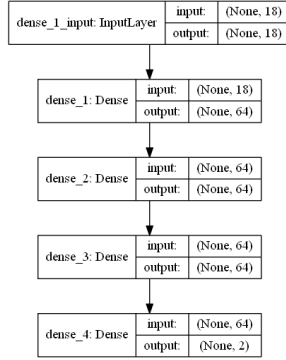 dense_1_input: InputLayer
input: (None, 18)
output: (None, 18)
dense_1: Dense
input: (None, 18)
output: (None, 64)
dense_2: Dense
input: (None, 64)
output: (None, 64)
dense_3: Dense
input: (None, 64)
output: (None, 64)
dense_4: Dense
input: (None, 64)
output: (None, 2)